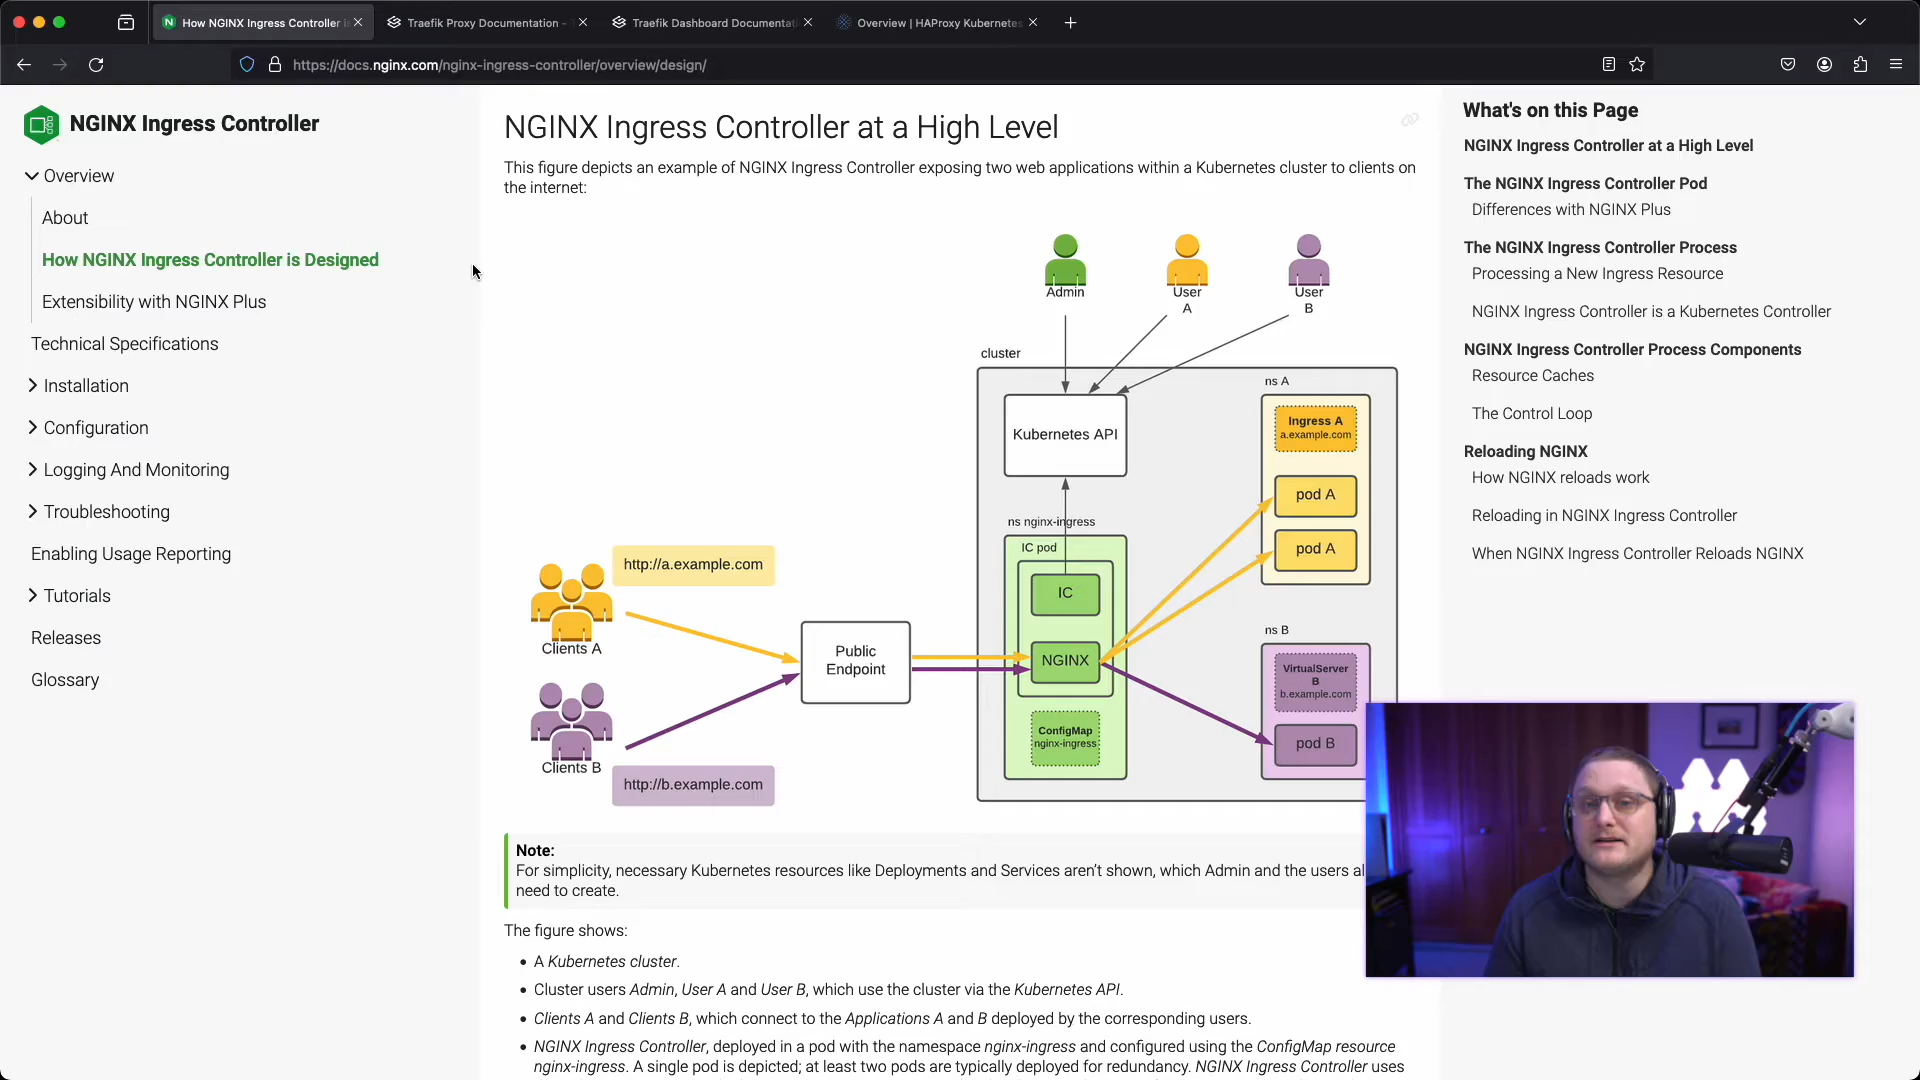 How NGINX Ingress Controller i
Traefik Proxy Documentation -
Traefik Dashboard Documentat
Overview | HAProxy Kubernetes
https://docs.nginx.com/nginx-ingress-controller/overview/design/
NGINX Ingress Controller
Overview
About
How NGINX Ingress Controller is Designed
Extensibility with NGINX Plus
Technical Specifications
Installation
Configuration
Logging And Monitoring
Troubleshooting
Enabling Usage Reporting
Tutorials
Releases
Glossary
NGINX Ingress Controller at a High Level
This figure depicts an example of NGINX Ingress Controller exposing two web applications within a Kubernetes cluster to clients on
the internet:
Admin
User
A
User
B
cluster
Kubernetes API
ns A
Ingress A
a.example.com
pod A
pod A
ns nginx-ingress
IC pod
IC
NGINX
ConfigMap
nginx-ingress
ns B
VirtualServer
B
b.example.com
pod B
http://a.example.com
Clients A
Public
Endpoint
Clients B
http://b.example.com
Note:
For simplicity, necessary Kubernetes resources like Deployments and Services aren't shown, which Admin and the users al
need to create.
The figure shows:
• A Kubernetes cluster.
• Cluster users Admin, User A and User B, which use the cluster via the Kubernetes API.
• Clients A and Clients B, which connect to the Applications A and B deployed by the corresponding users.
• NGINX Ingress Controller, deployed in a pod with the namespace nginx-ingress and configured using the ConfigMap resource
nginx-ingress. A single pod is depicted; at least two pods are typically deployed for redundancy. NGINX Ingress Controller uses
What's on this Page
NGINX Ingress Controller at a High Level
The NGINX Ingress Controller Pod
Differences with NGINX Plus
The NGINX Ingress Controller Process
Processing a New Ingress Resource
NGINX Ingress Controller is a Kubernetes Controller
NGINX Ingress Controller Process Components
Resource Caches
The Control Loop
Reloading NGINX
How NGINX reloads work
Reloading in NGINX Ingress Controller
When NGINX Ingress Controller Reloads NGINX